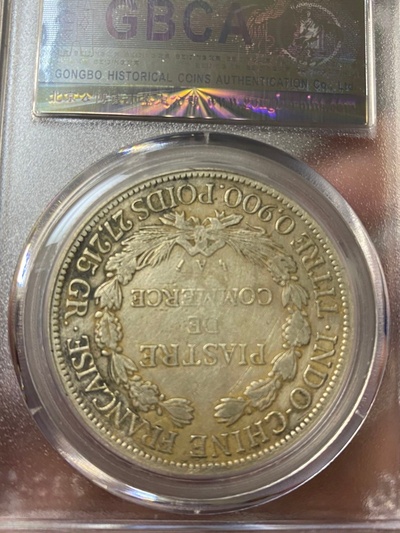 GBCA
GONGBO HISTORICAL COINS AUTHENTICATION Co., Ltd
INDO-CHINE FRANÇAISE
PIASTRE
DE
COMMERCE
A
TITRE 0,900. POIDS 27,215 GR.